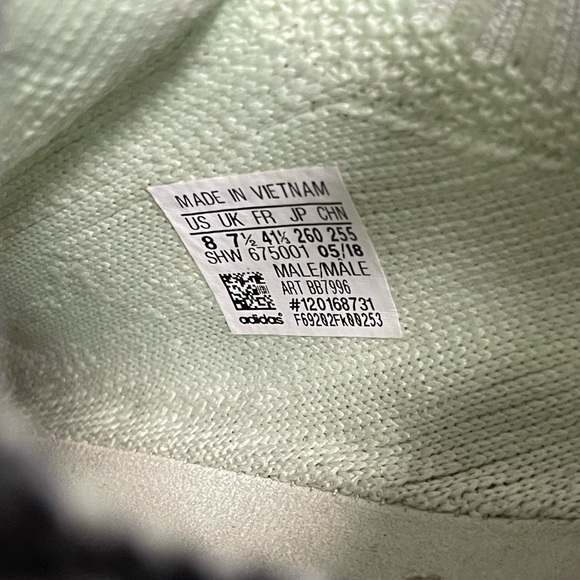 MADE IN VIETNAM
US UK FR JP CHN
8 7½ 41⅓ 260 255
SHW 675001 05/18
MALE/MÂLE
ART BB7996
#120168731
adidas F69202FK00253